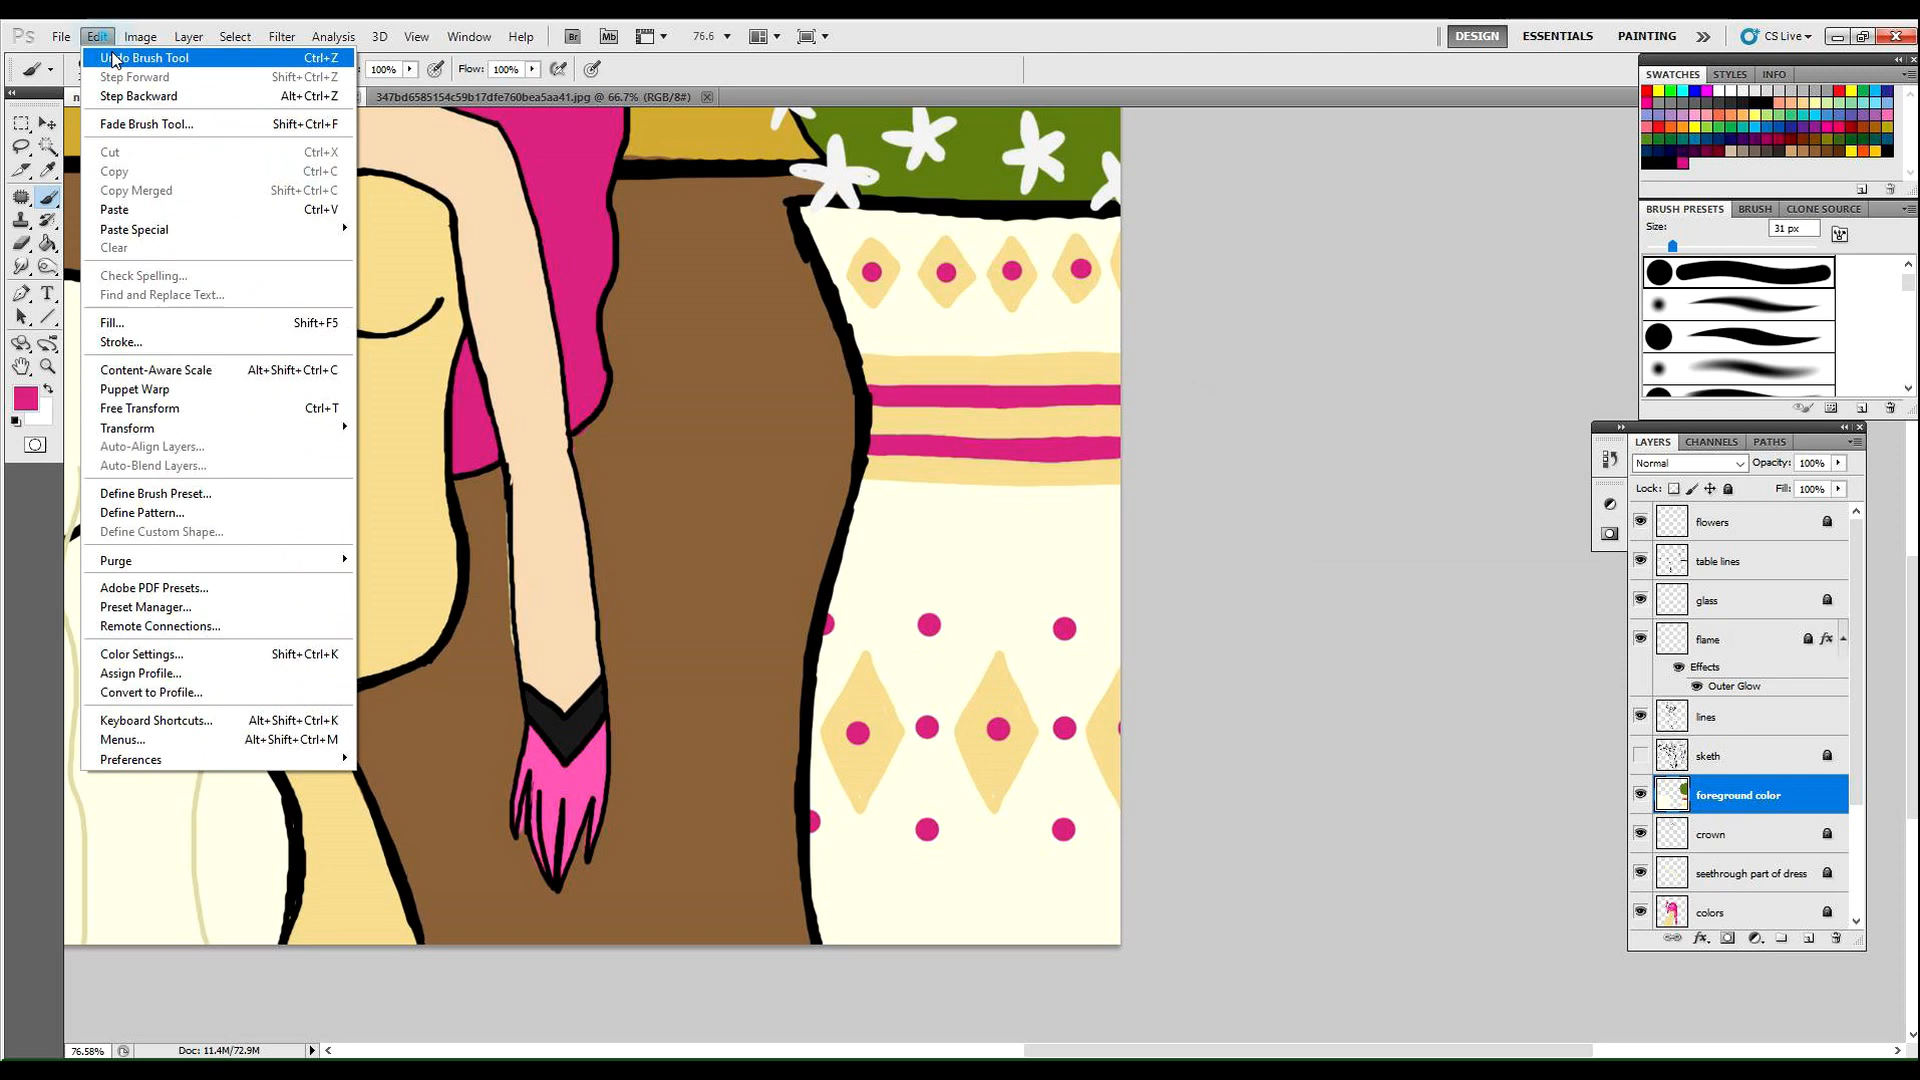 Ps File Edit Image Layer Select Filter Analysis 3D View Window Help Br Mb 76.6 DESIGN ESSENTIALS PAINTING CS Live
100% Flow: 100%
347bd6585154c59b17dfe760bea5aa41.jpg @ 66.7% (RGB/8#)
Undo Brush Tool Ctrl+Z
Step Forward Shift+Ctrl+Z
Step Backward Alt+Ctrl+Z
Fade Brush Tool... Shift+Ctrl+F
Cut Ctrl+X
Copy Ctrl+C
Copy Merged Shift+Ctrl+C
Paste Ctrl+V
Paste Special
Clear
Check Spelling...
Find and Replace Text...
Fill... Shift+F5
Stroke...
Content-Aware Scale Alt+Shift+Ctrl+C
Puppet Warp
Free Transform Ctrl+T
Transform
Auto-Align Layers...
Auto-Blend Layers...
Define Brush Preset...
Define Pattern...
Define Custom Shape...
Purge
Adobe PDF Presets...
Preset Manager...
Remote Connections...
Color Settings... Shift+Ctrl+K
Assign Profile...
Convert to Profile...
Keyboard Shortcuts... Alt+Shift+Ctrl+K
Menus... Alt+Shift+Ctrl+M
Preferences
SWATCHES STYLES INFO
BRUSH PRESETS BRUSH CLONE SOURCE
Size: 31 px
LAYERS CHANNELS PATHS
Normal Opacity: 100%
Lock: Fill: 100%
flowers
table lines
glass
flame fx
Effects
Outer Glow
lines
sketh
foreground color
crown
seethrough part of dress
colors
76.58% Doc: 11.4M/72.9M